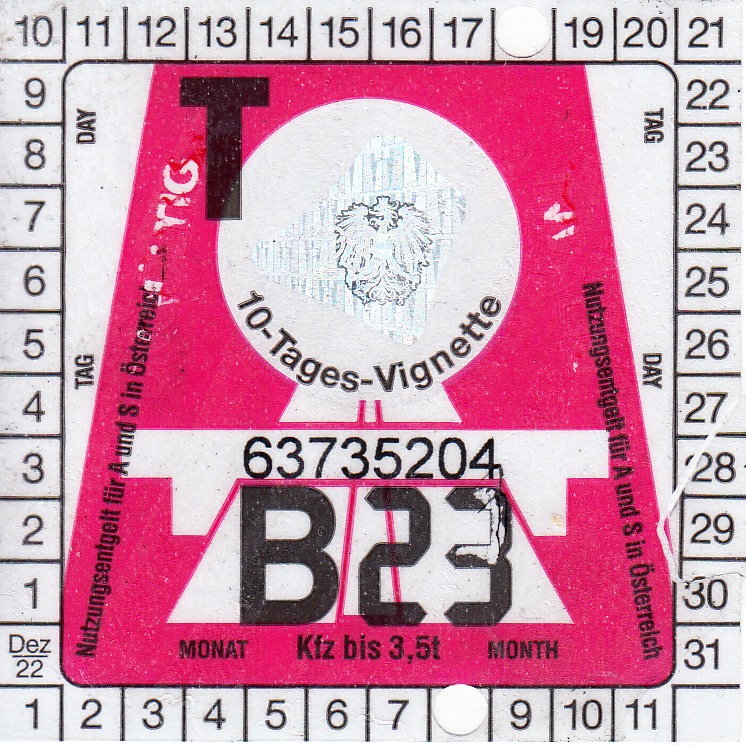 10 11 12 13 14 15 16 17 19 20 21
9 22
8 23
7 24
6 25
5 26
4 27
3 28
2 29
1 30
Dez 22 31
1 2 3 4 5 6 7 9 10 11
DAY
TAG
T
TAG
DAY
10-Tages-Vignette
Nutzungsentgelt für A und S in Österreich
Nutzungsentgelt für A und S in Österreich
63735204
B23
MONAT Kfz bis 3,5t MONTH